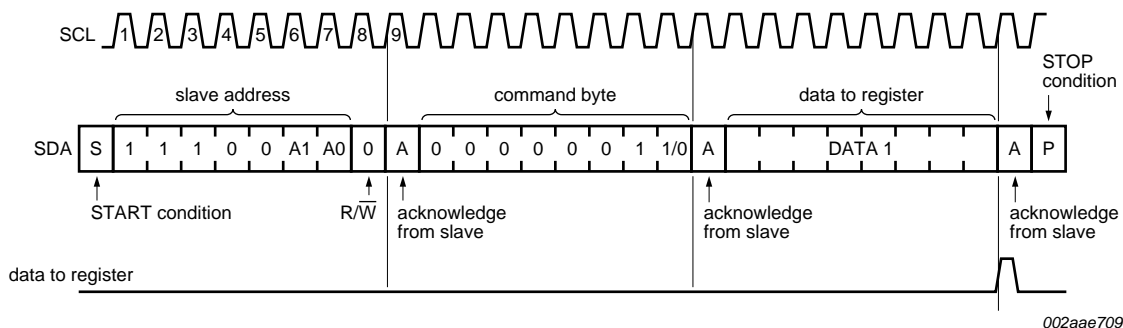 SCL 1 2 3 4 5 6 7 8 9
STOP
condition
slave address command byte data to register
SDA S 1 1 1 0 0 A1 A0 0 A 0 0 0 0 0 0 1 1/0 A DATA 1 A P
START condition R/W acknowledge
from slave acknowledge
from slave acknowledge
from slave
data to register
002aae709